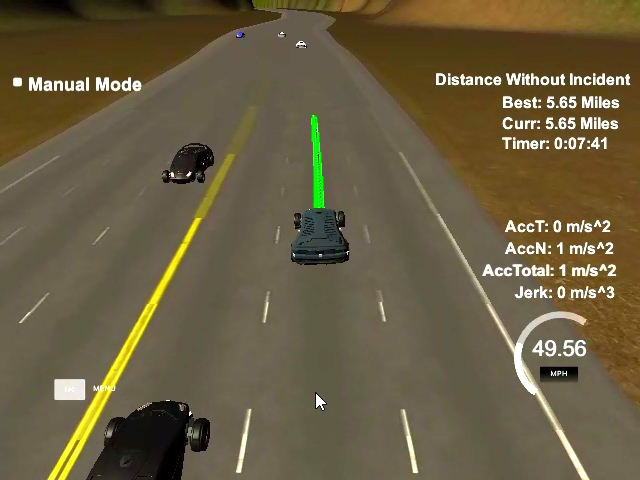 Manual Mode
Distance Without Incident
Best: 5.65 Miles
Curr: 5.65 Miles
Timer: 0:07:41
AccT: 0 m/s^2
AccN: 1 m/s^2
AccTotal: 1 m/s^2
Jerk: 0 m/s^3
49.56
MPH
MENU